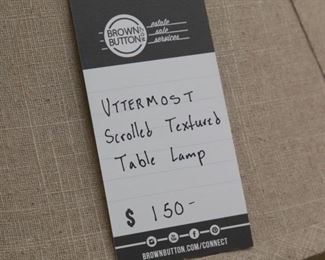 BROWN
BUTTON
estate
sale
services
UTTERMOST
Scrolled Textured
Table Lamp
$ 150-
BROWNBUTTON.COM/CONNECT